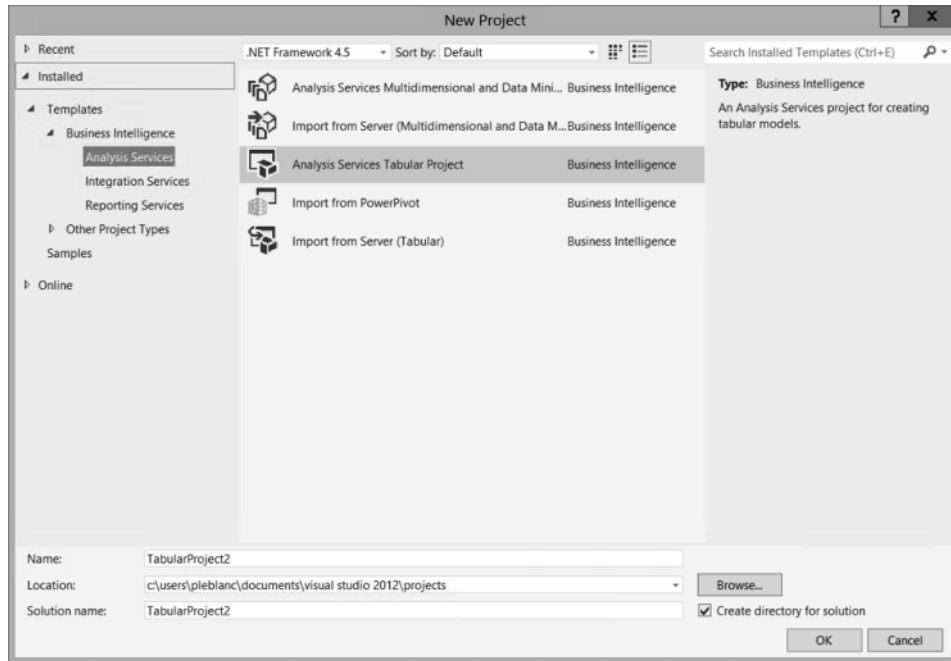 New Project
? x
Recent
Installed
Templates
Business Intelligence
Analysis Services
Integration Services
Reporting Services
Other Project Types
Samples
Online
.NET Framework 4.5 Sort by: Default
Analysis Services Multidimensional and Data Mini... Business Intelligence
Import from Server (Multidimensional and Data M... Business Intelligence
Analysis Services Tabular Project Business Intelligence
Import from PowerPivot Business Intelligence
Import from Server (Tabular) Business Intelligence
Search Installed Templates (Ctrl+E)
Type: Business Intelligence
An Analysis Services project for creating
tabular models.
Name: TabularProject2
Location: c:\users\pleblanc\documents\visual studio 2012\projects Browse...
Solution name: TabularProject2 Create directory for solution
OK Cancel